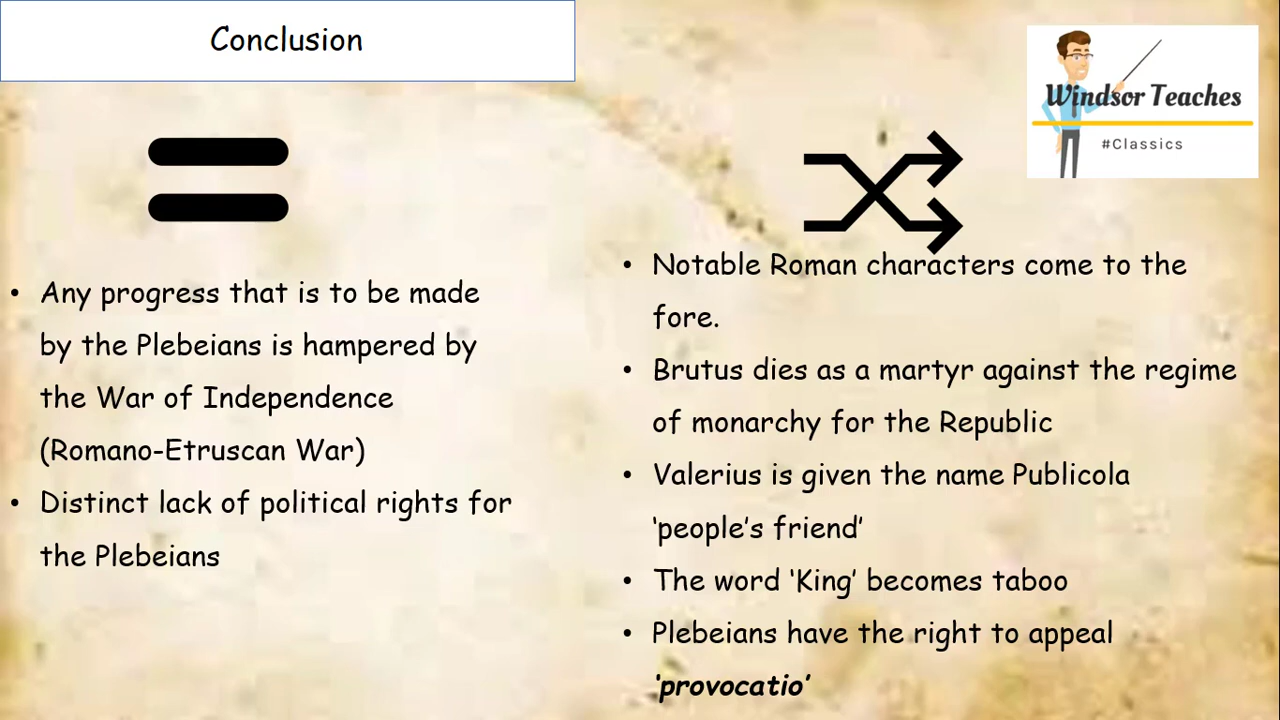 Conclusion
Windsor Teaches
#Classics
• Any progress that is to be made
by the Plebeians is hampered by
the War of Independence
(Romano-Etruscan War)
• Distinct lack of political rights for
the Plebeians
• Notable Roman characters come to the
fore.
• Brutus dies as a martyr against the regime
of monarchy for the Republic
• Valerius is given the name Publicola
‘people’s friend’
• The word ‘King’ becomes taboo
• Plebeians have the right to appeal
‘provocatio’